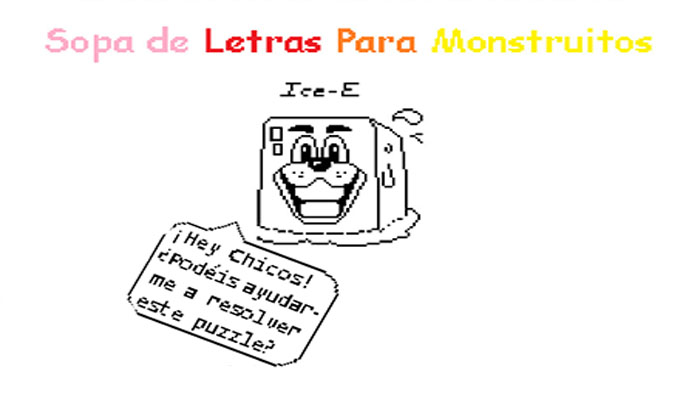 Sopa de Letras Para Monstruitos
Ice-E
¡Hey Chicos!
¿Podéis ayudar-
me a resolver
este puzzle?